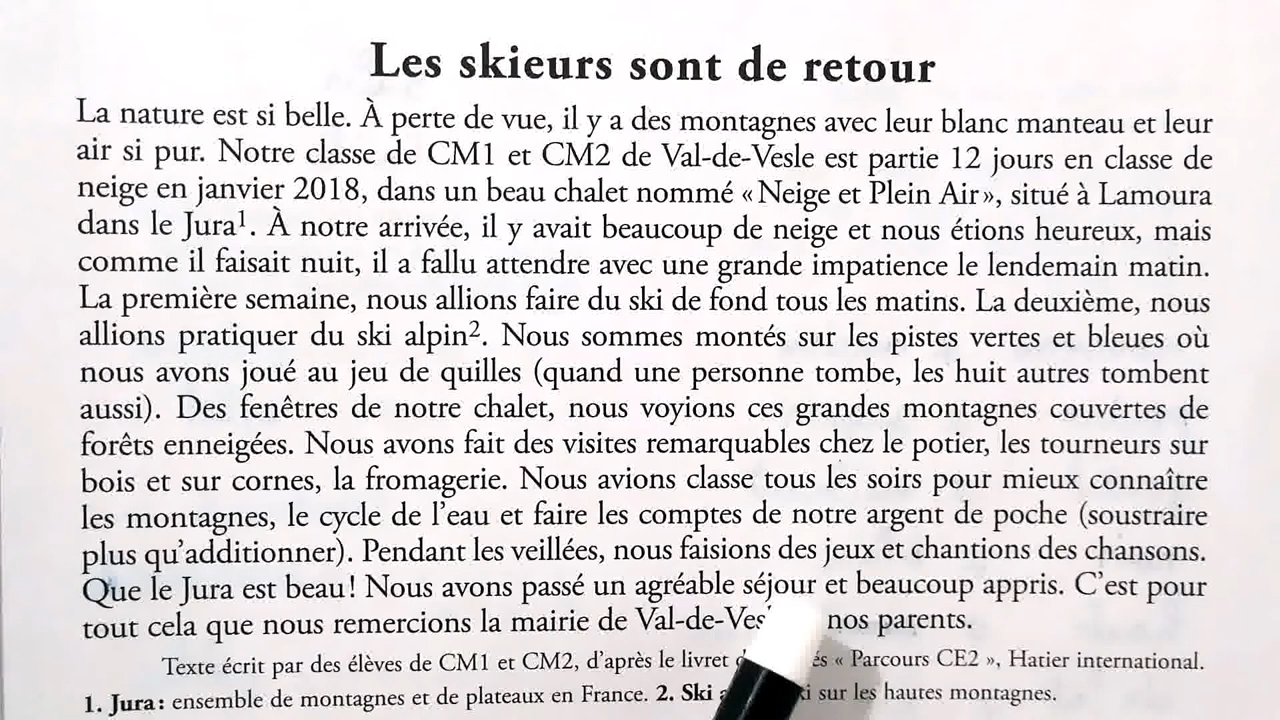 Les skieurs sont de retour
La nature est si belle. À perte de vue, il y a des montagnes avec leur blanc manteau et leur
air si pur. Notre classe de CM1 et CM2 de Val-de-Vesle est partie 12 jours en classe de
neige en janvier 2018, dans un beau chalet nommé « Neige et Plein Air », situé à Lamoura
dans le Jura¹. À notre arrivée, il y avait beaucoup de neige et nous étions heureux, mais
comme il faisait nuit, il a fallu attendre avec une grande impatience le lendemain matin.
La première semaine, nous allions faire du ski de fond tous les matins. La deuxième, nous
allions pratiquer du ski alpin². Nous sommes montés sur les pistes vertes et bleues où
nous avons joué au jeu de quilles (quand une personne tombe, les huit autres tombent
aussi). Des fenêtres de notre chalet, nous voyions ces grandes montagnes couvertes de
forêts enneigées. Nous avons fait des visites remarquables chez le potier, les tourneurs sur
bois et sur cornes, la fromagerie. Nous avions classe tous les soirs pour mieux connaître
les montagnes, le cycle de l'eau et faire les comptes de notre argent de poche (soustraire
plus qu'additionner). Pendant les veillées, nous faisions des jeux et chantions des chansons.
Que le Jura est beau ! Nous avons passé un agréable séjour et beaucoup appris. C'est pour
tout cela que nous remercions la mairie de nos parents.
Texte écrit par des élèves de CM1 et CM2, d'après le livret « Parcours CE2 », Hatier international.
1. Jura : ensemble de montagnes et de plateaux en France. 2. Ski sur les hautes montagnes.